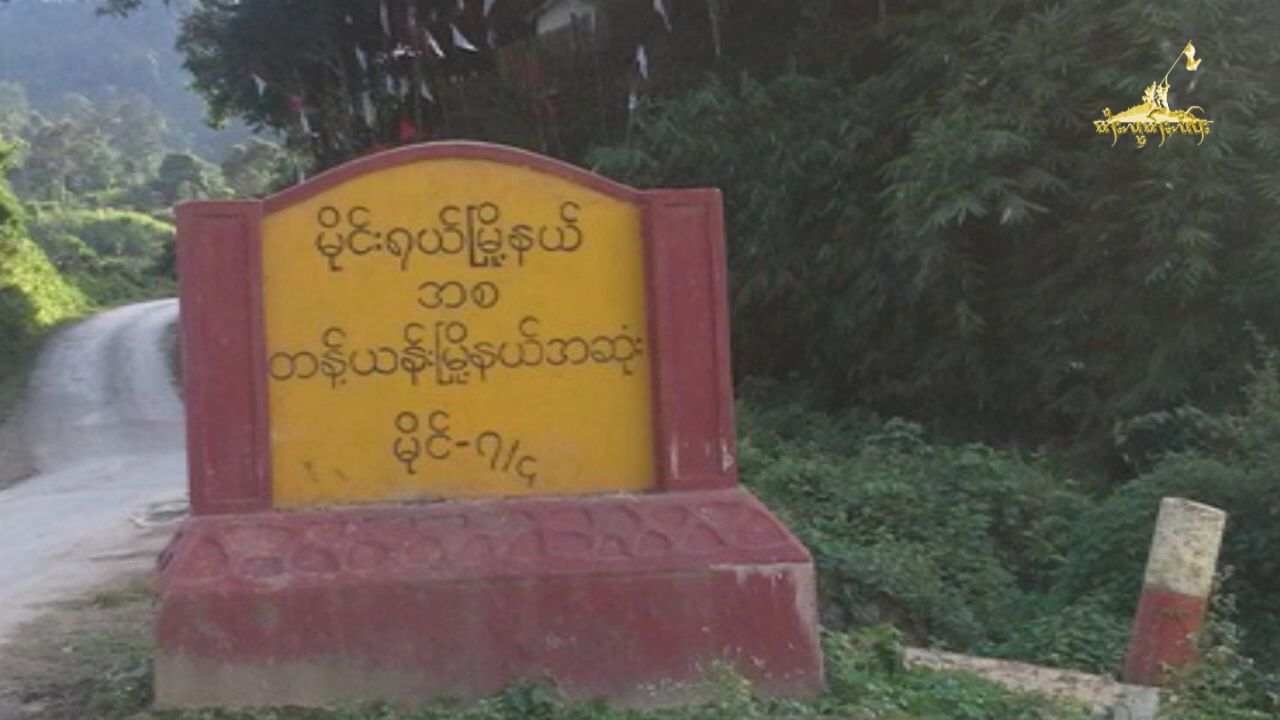 မိုင်းရယ်မြို့နယ်
အစ
တန့်ယန်းမြို့နယ်အဆုံး
မိုင်-၇/၄